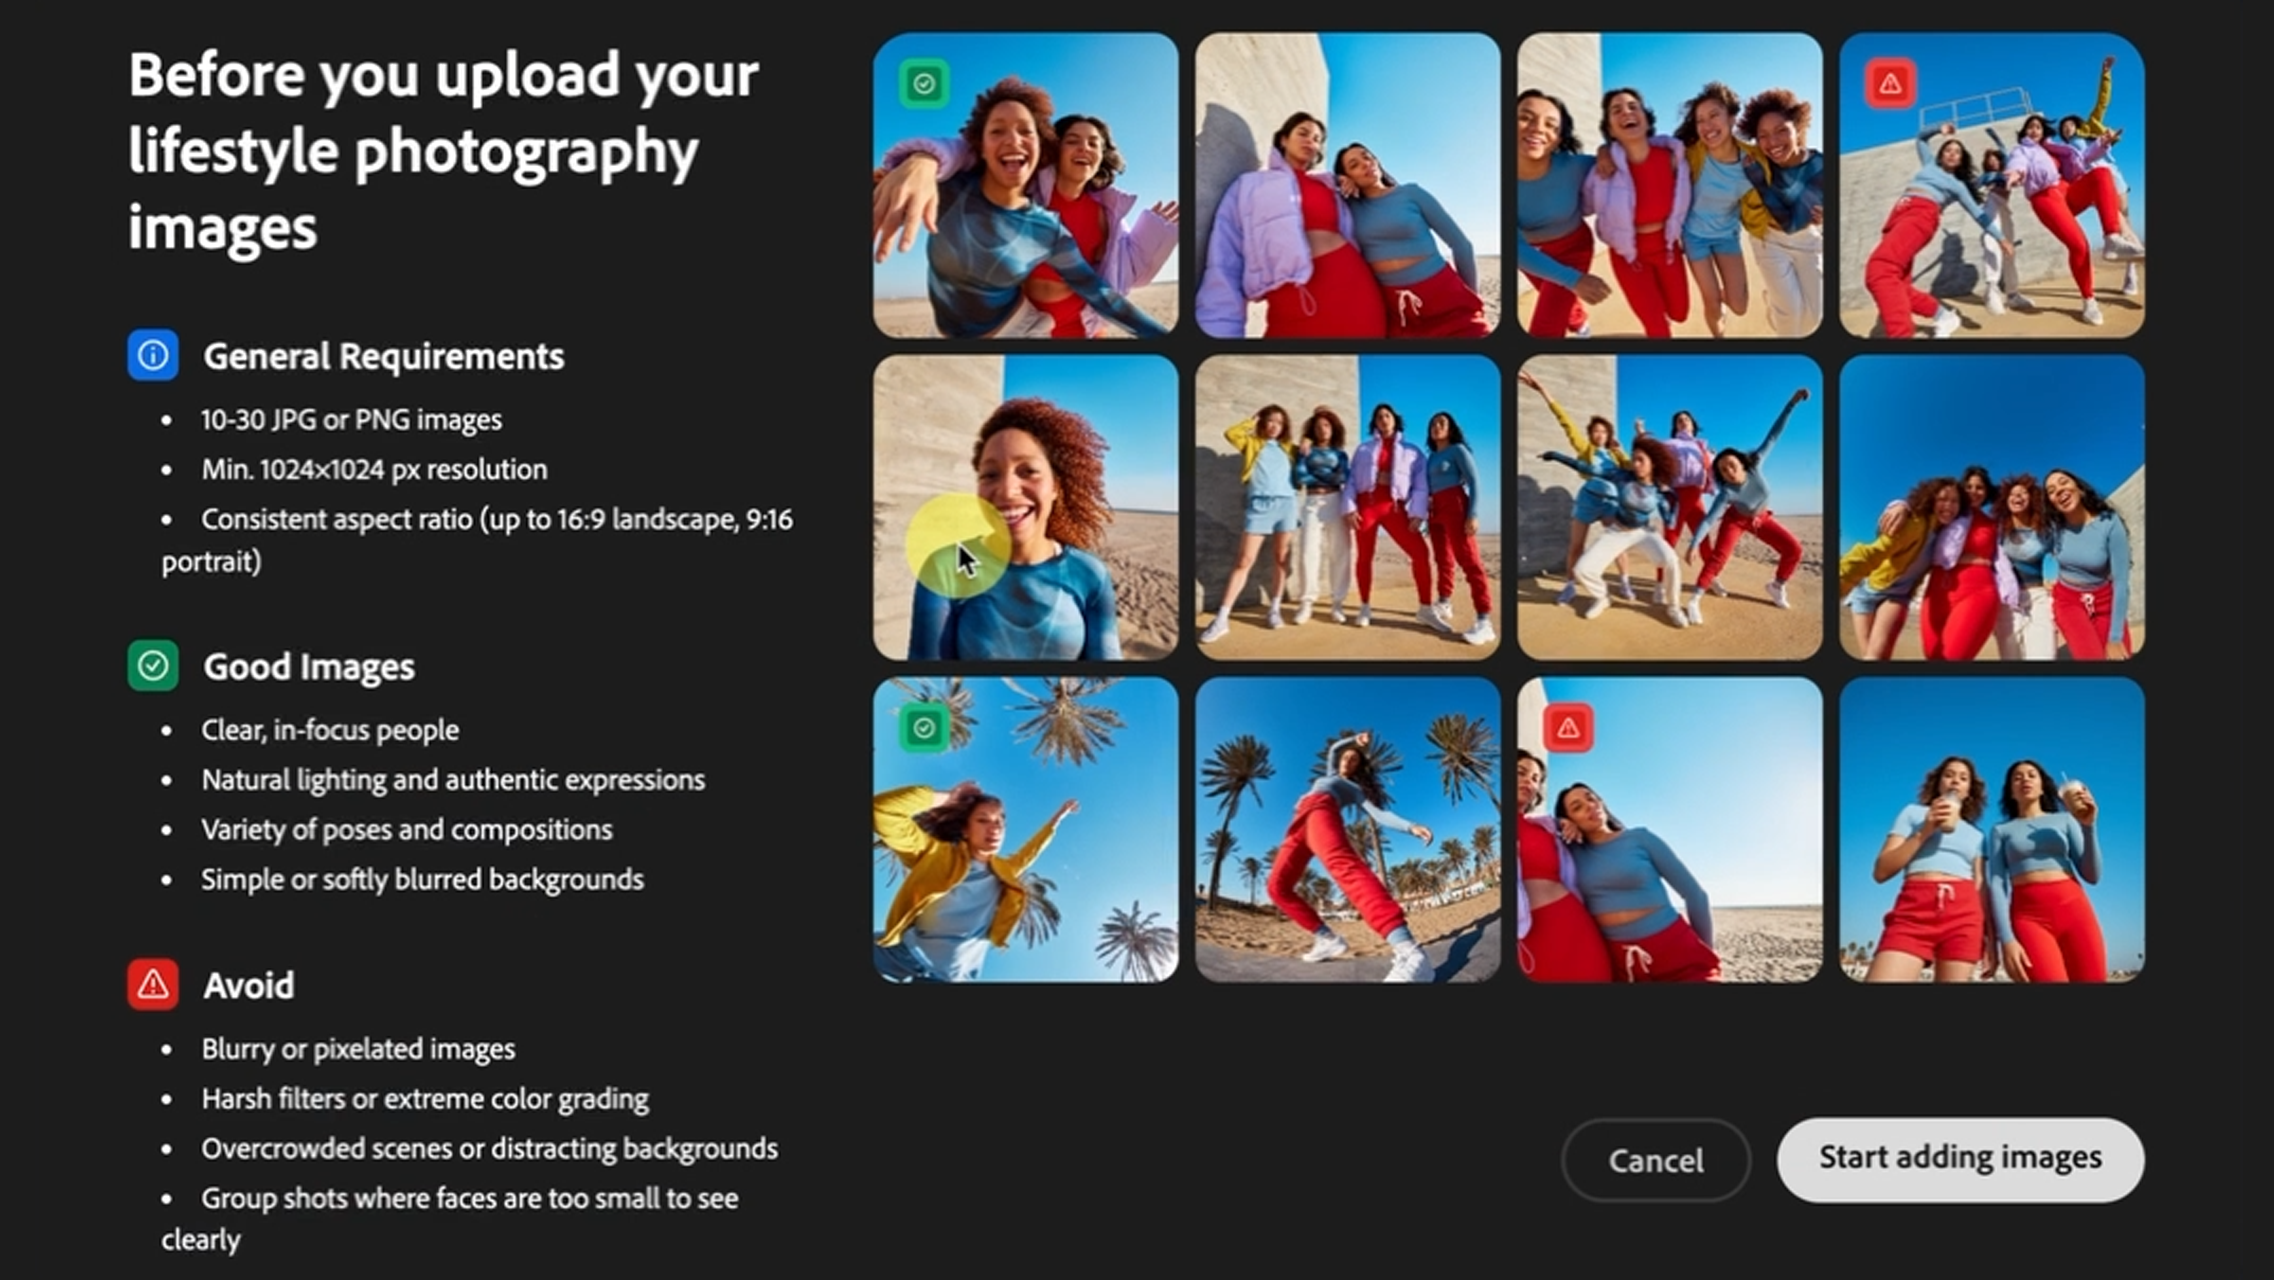 Before you upload your
lifestyle photography
images
General Requirements
• 10-30 JPG or PNG images
• Min. 1024×1024 px resolution
• Consistent aspect ratio (up to 16:9 landscape, 9:16
portrait)
Good Images
• Clear, in-focus people
• Natural lighting and authentic expressions
• Variety of poses and compositions
• Simple or softly blurred backgrounds
Avoid
• Blurry or pixelated images
• Harsh filters or extreme color grading
• Overcrowded scenes or distracting backgrounds
• Group shots where faces are too small to see
clearly
Cancel
Start adding images